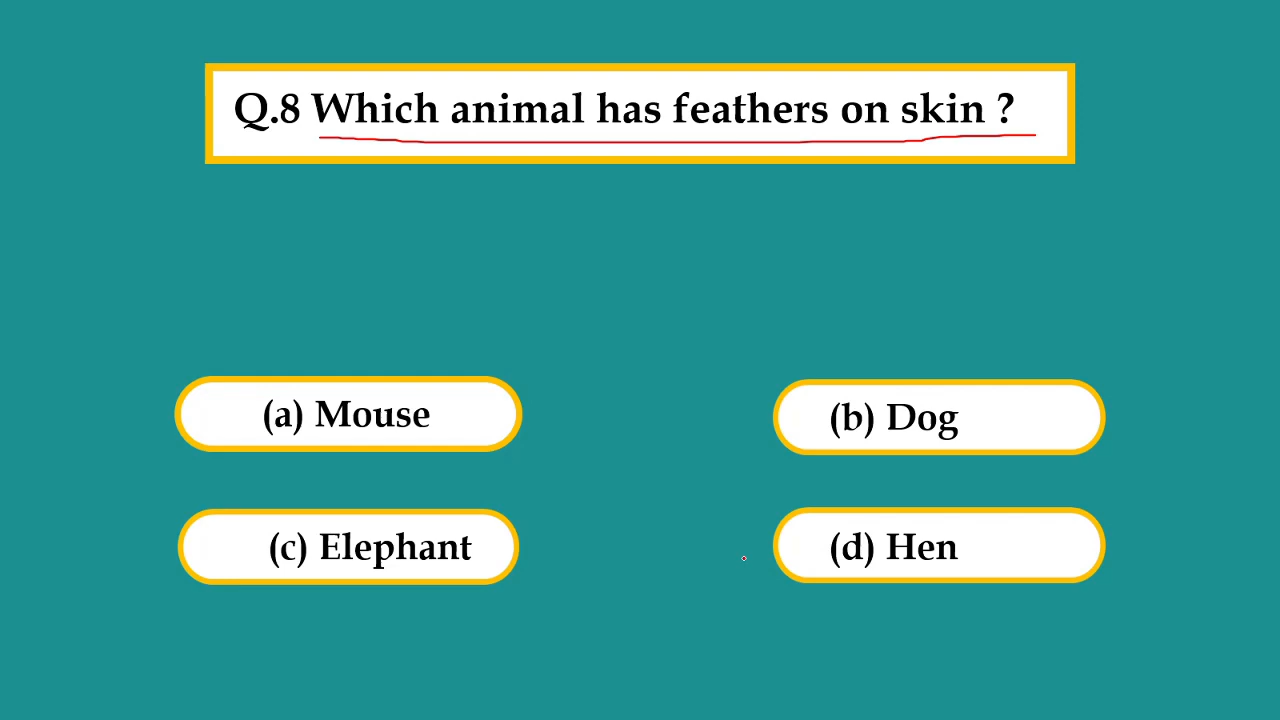 Q.8 Which animal has feathers on skin ?
(a) Mouse
(b) Dog
(c) Elephant
(d) Hen